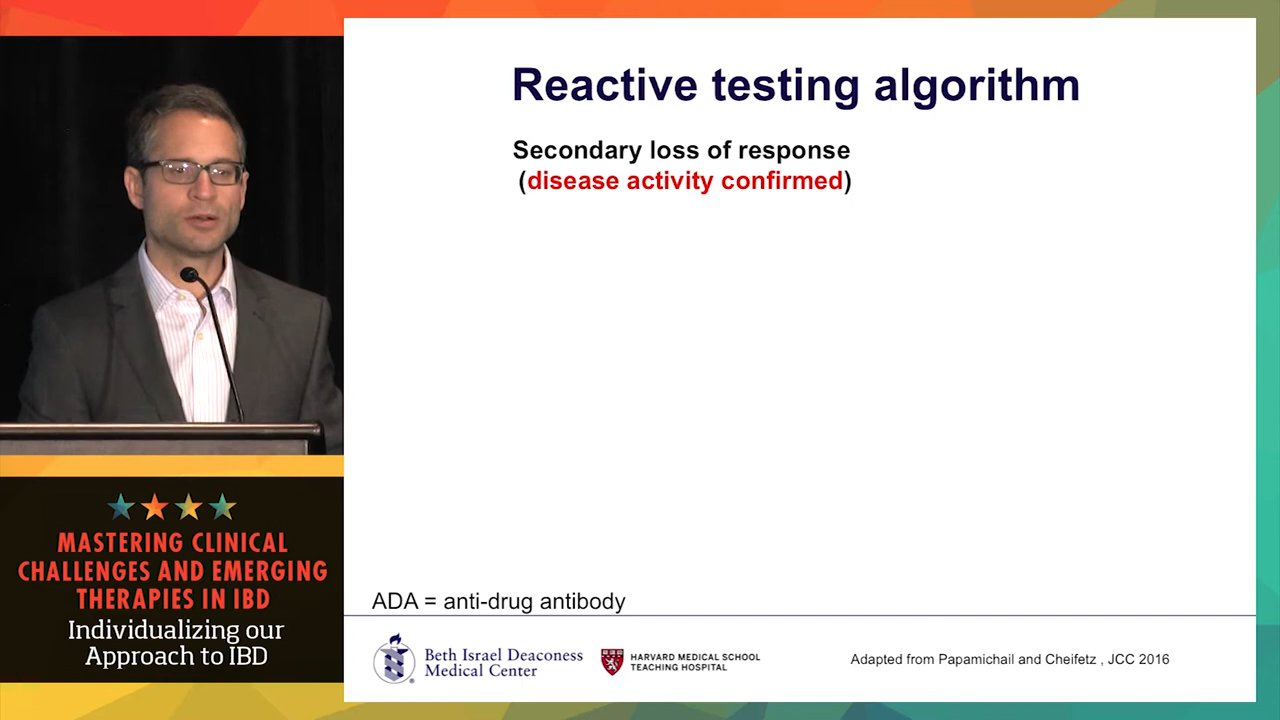 Reactive testing algorithm
Secondary loss of response
(disease activity confirmed)
ADA = anti-drug antibody
Beth Israel Deaconess
Medical Center
HARVARD MEDICAL SCHOOL
TEACHING HOSPITAL
Adapted from Papamichail and Cheifetz , JCC 2016
MASTERING CLINICAL
CHALLENGES AND EMERGING
THERAPIES IN IBD
Individualizing our
Approach to IBD